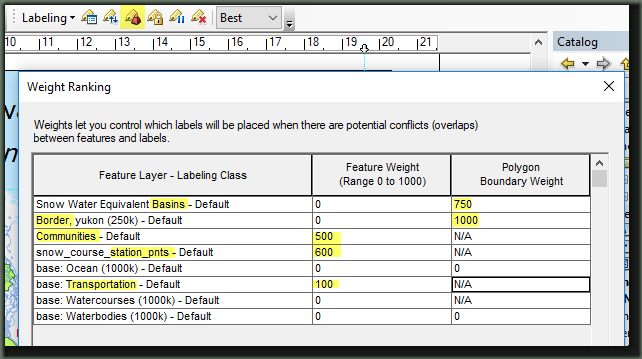 Labeling
Best
10 11 12 13 14 15 16 17 18 19 20 21
Catalog
Weight Ranking
Weights let you control which labels will be placed when there are potential conflicts (overlaps)
between features and labels.
Feature Layer - Labeling Class
Feature Weight
(Range 0 to 1000)
Polygon
Boundary Weight
Snow Water Equivalent Basins - Default 0 750
Border, yukon (250k) - Default 0 1000
Communities - Default 500 N/A
snow_course_station_pnts - Default 600 N/A
base: Ocean (1000k) - Default 0 0
base: Transportation - Default 100 N/A
base: Watercourses (1000k) - Default 0 N/A
base: Waterbodies (1000k) - Default 0 0